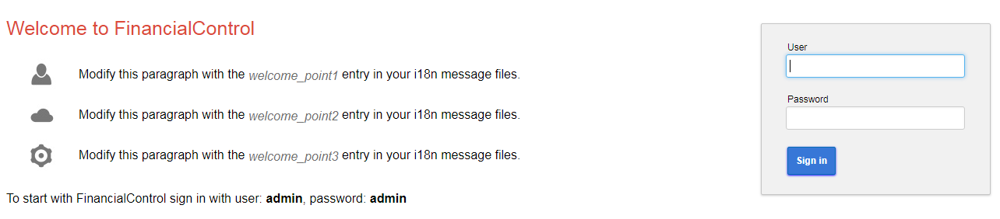 Welcome to FinancialControl
Modify this paragraph with the welcome_point1 entry in your i18n message files.
Modify this paragraph with the welcome_point2 entry in your i18n message files.
Modify this paragraph with the welcome_point3 entry in your i18n message files.
To start with FinancialControl sign in with user: admin, password: admin
User
Password
Sign in